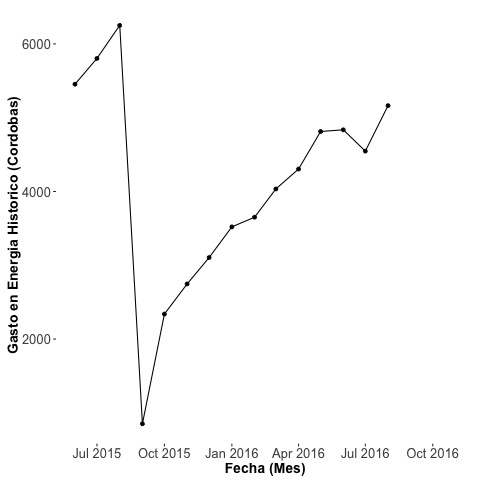 Gasto en Energia Historico (Cordobas)
6000
4000
2000
Jul 2015 Oct 2015 Jan 2016 Apr 2016 Jul 2016 Oct 2016
Fecha (Mes)